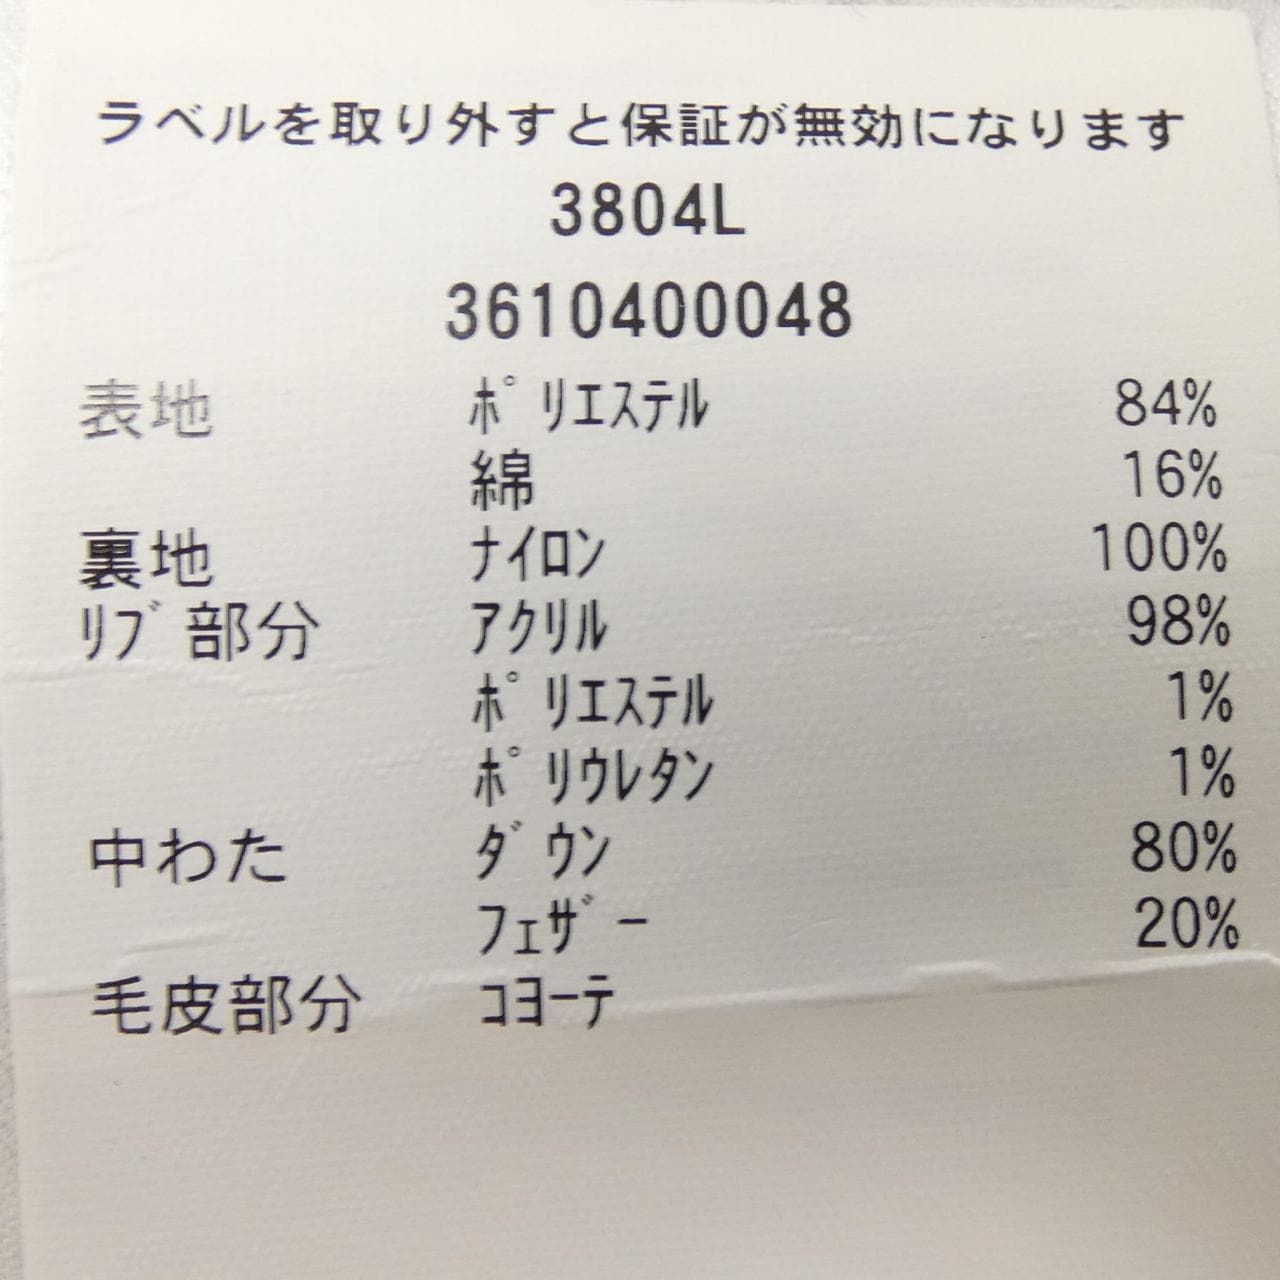 ラベルを取り外すと保証が無効になります
3804L
3610400048
表地 ﾎﾟﾘｴｽﾃﾙ 84%
綿 16%
裏地 ﾅｲﾛﾝ 100%
ﾘﾌﾞ部分 ｱｸﾘﾙ 98%
ﾎﾟﾘｴｽﾃﾙ 1%
ﾎﾟﾘｳﾚﾀﾝ 1%
中わた ﾀﾞｳﾝ 80%
ﾌｪｻﾞｰ 20%
毛皮部分 ｺﾖｰﾃ